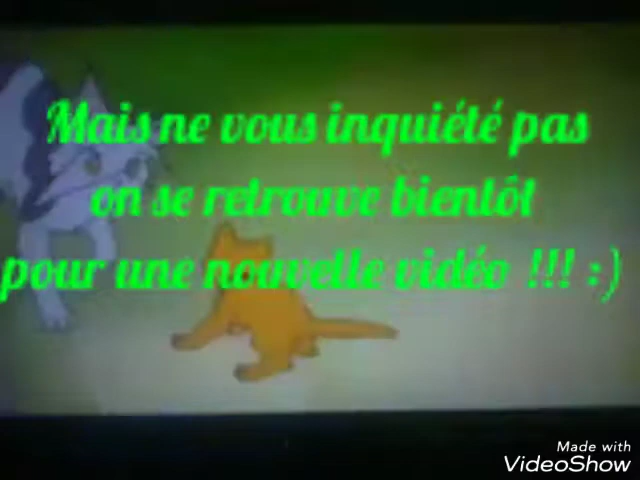 Mais ne vous inquiété pas
on se retrouve bientôt
pour une nouvelle vidéo !!! :)
Made with
VideoShow